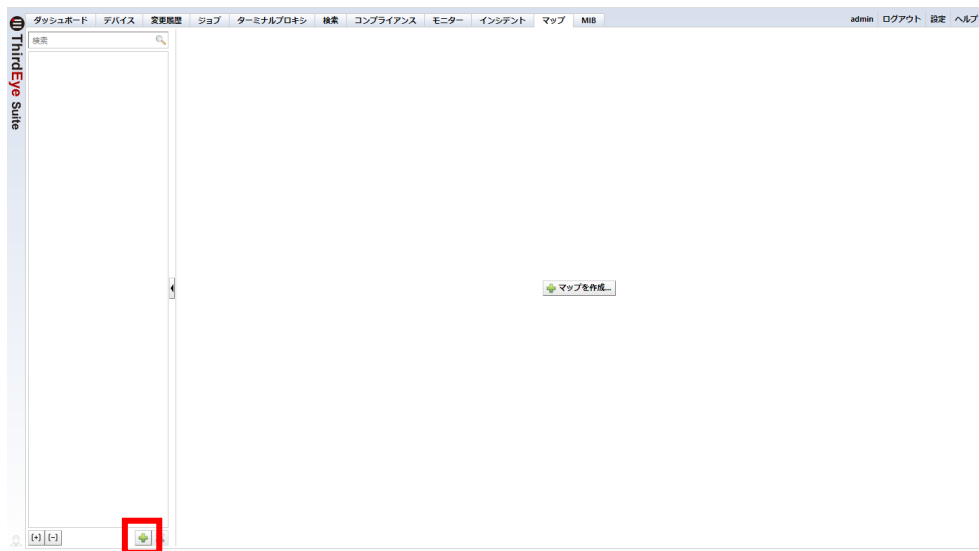 ダッシュボード デバイス 変更履歴 ジョブ ターミナルプロキシ 検索 コンプライアンス モニター インシデント マップ MIB admin ログアウト 設定 ヘルプ
ThirdEye Suite
検索
マップを作成...
[+] [-]